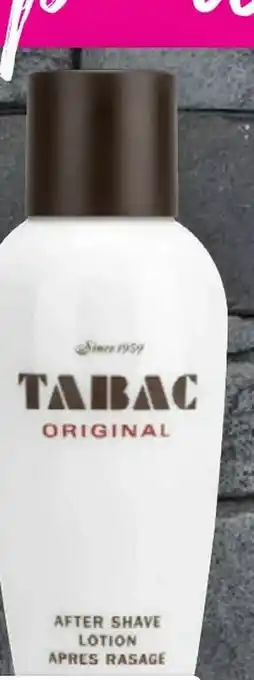 Since 1959
TABAC
ORIGINAL
AFTER SHAVE
LOTION
APRES RASAGE